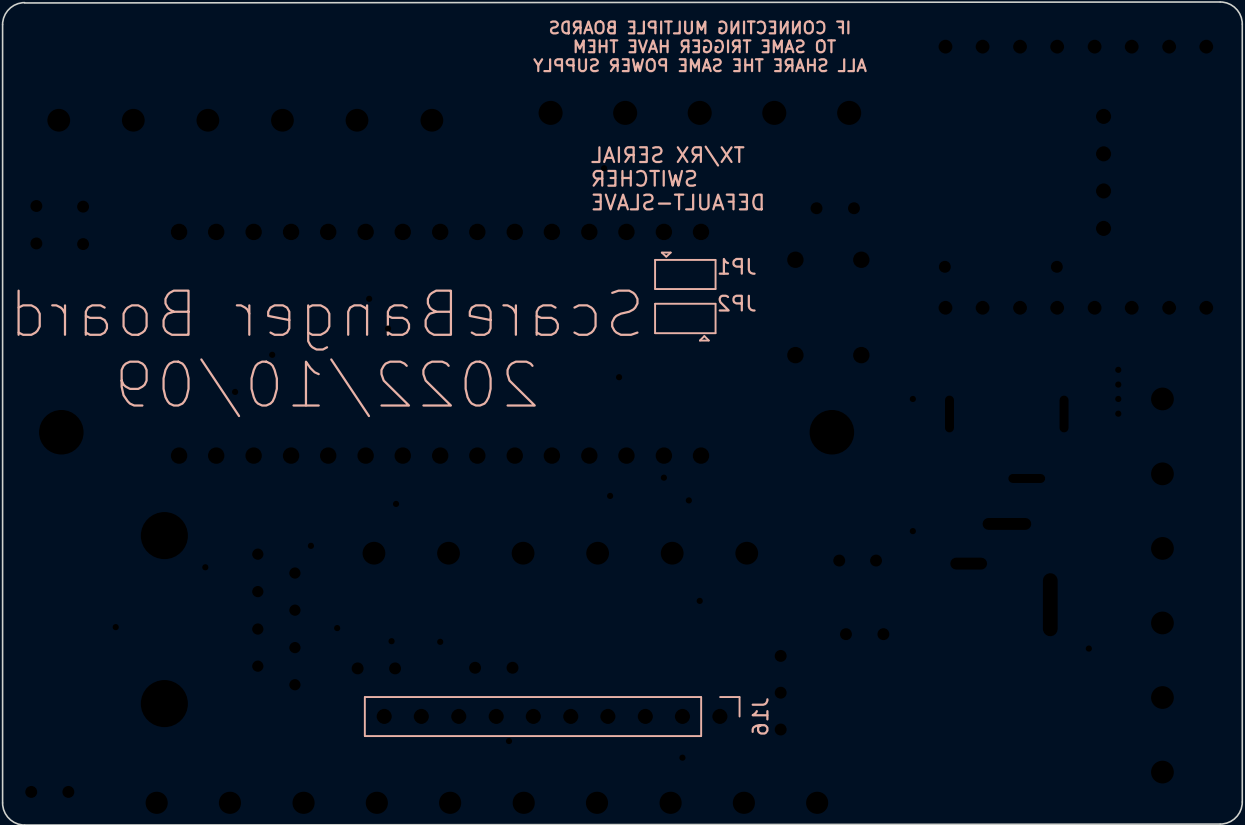 IF CONNECTING MULTIPLE BOARDS
TO SAME TRIGGER HAVE THEM
ALL SHARE THE SAME POWER SUPPLY
TX/RX SERIAL
SWITCHER
DEFAULT-SLAVE
JP1
JP2
ScareBanger Board
2022/10/09
J16